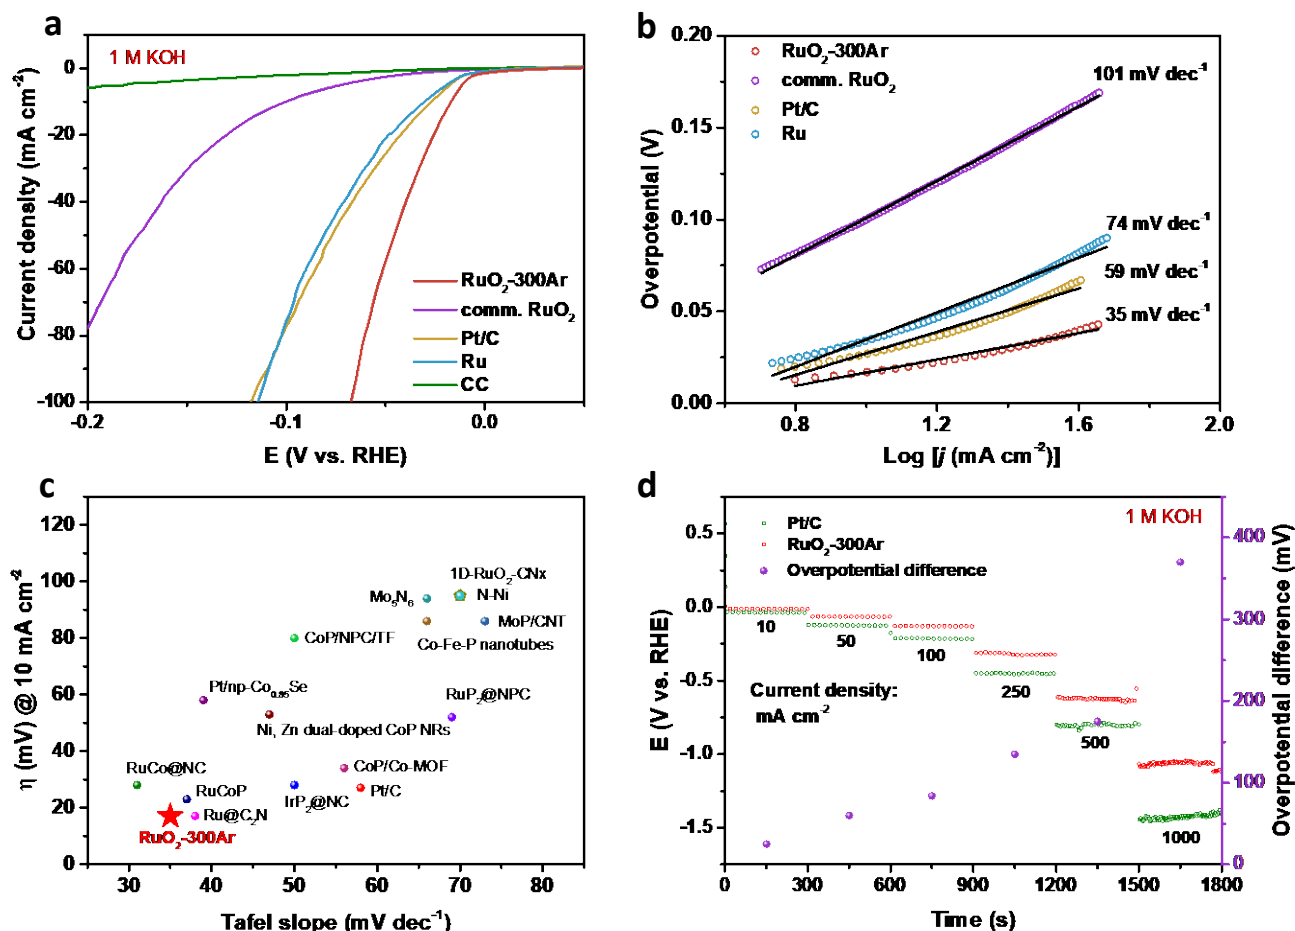 a
1 M KOH
0
-20
-40
-60
-80
-100
-0.2
-0.1
0.0
Current density (mA cm⁻²)
E (V vs. RHE)
RuO₂-300Ar
comm. RuO₂
Pt/C
Ru
CC
b
0.20
0.15
0.10
0.05
0.00
0.8
1.2
1.6
2.0
Overpotential (V)
Log [j (mA cm⁻²)]
RuO₂-300Ar
comm. RuO₂
Pt/C
Ru
101 mV dec⁻¹
74 mV dec⁻¹
59 mV dec⁻¹
35 mV dec⁻¹
c
120
100
80
60
40
20
0
30
40
50
60
70
80
η (mV) @ 10 mA cm⁻²
Tafel slope (mV dec⁻¹)
1D-RuO₂-CNx
Mo₅N₆
N-Ni
MoP/CNT
CoP/NPC/TF
Co-Fe-P nanotubes
Pt/np-Co₀.₈₅Se
RuP₂@NPC
Ni, Zn dual-doped CoP NRs
RuCo@NC
CoP/Co-MOF
RuCoP
IrP₂@NC
Pt/C
Ru@C₂N
RuO₂-300Ar
d
0.5
0.0
-0.5
-1.0
-1.5
0
300
600
900
1200
1500
1800
400
300
200
100
0
E (V vs. RHE)
Time (s)
Overpotential difference (mV)
1 M KOH
Pt/C
RuO₂-300Ar
Overpotential difference
10
50
100
250
500
1000
Current density:
mA cm⁻²